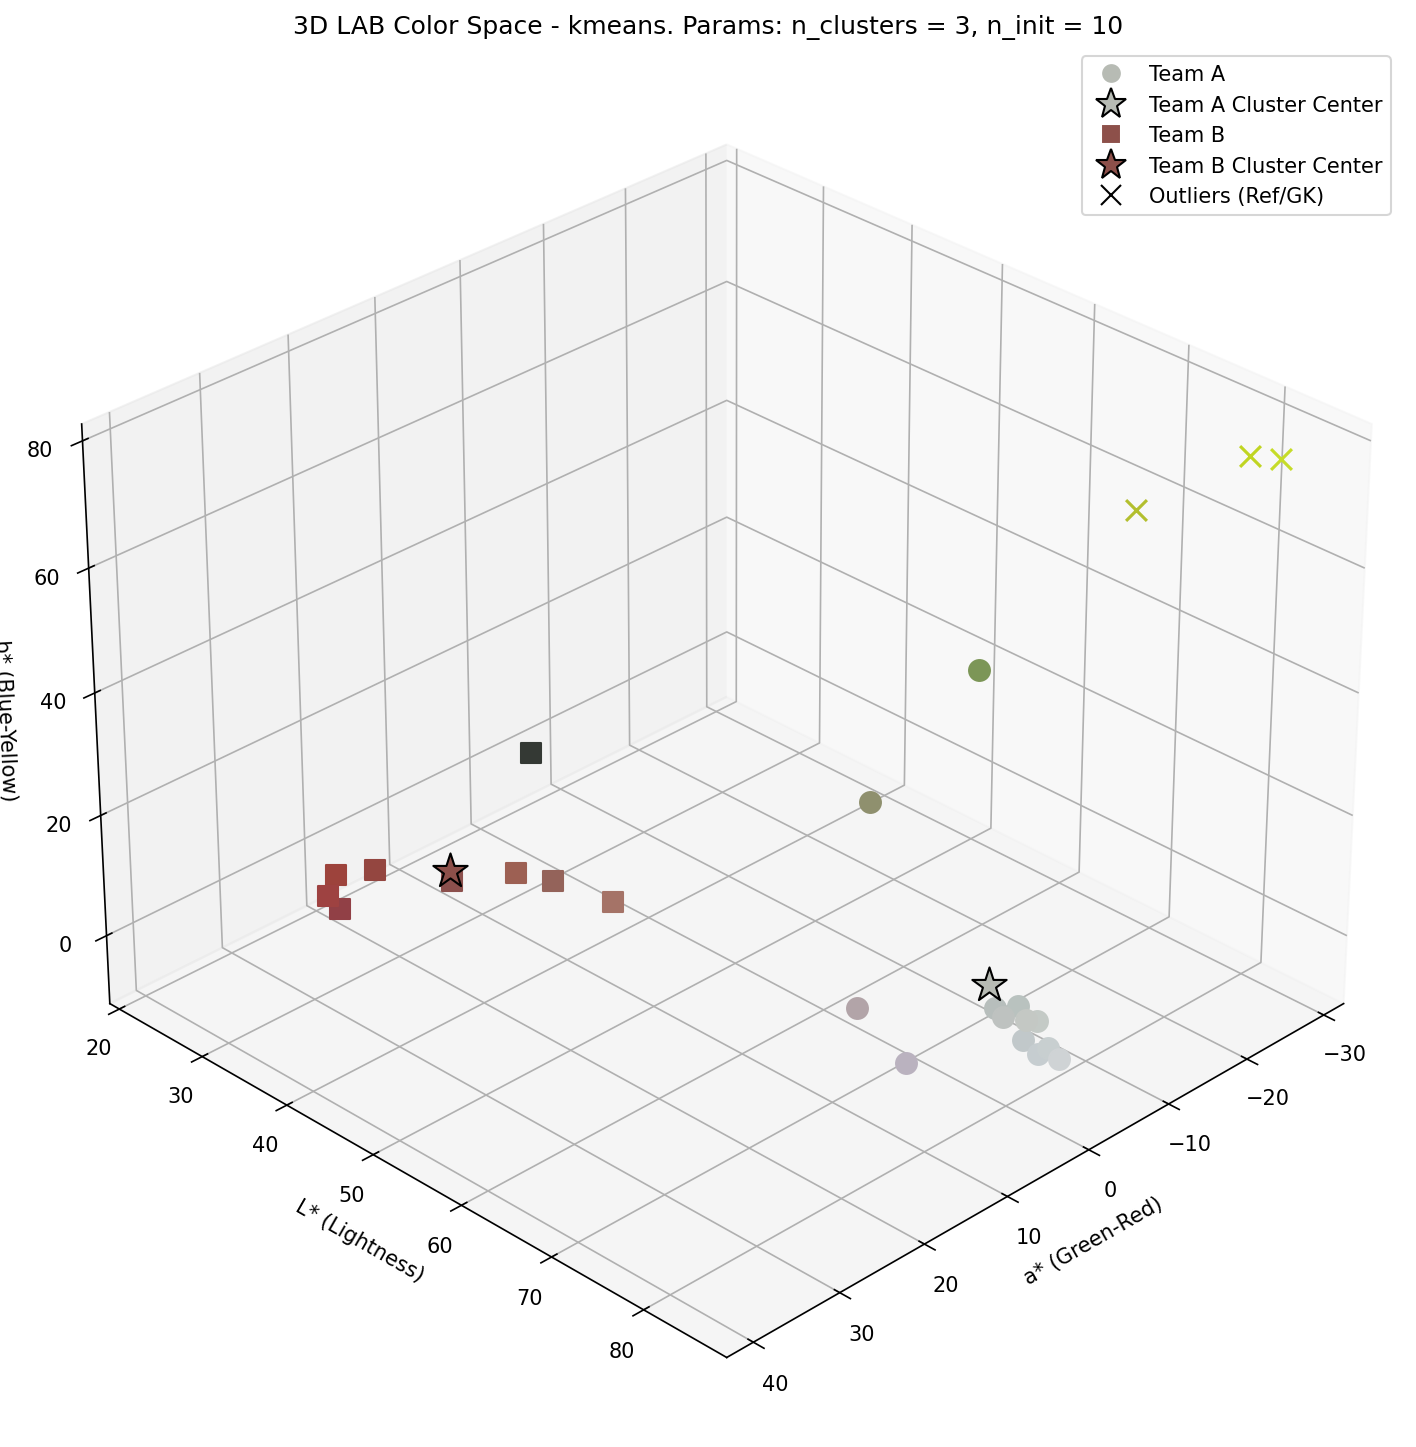 3D LAB Color Space - kmeans. Params: n_clusters = 3, n_init = 10
Team A
Team A Cluster Center
Team B
Team B Cluster Center
Outliers (Ref/GK)
80
60
40
20
0
b* (Blue-Yellow)
20
30
40
50
60
70
80
L* (Lightness)
−30
−20
−10
0
10
20
30
40
a* (Green-Red)